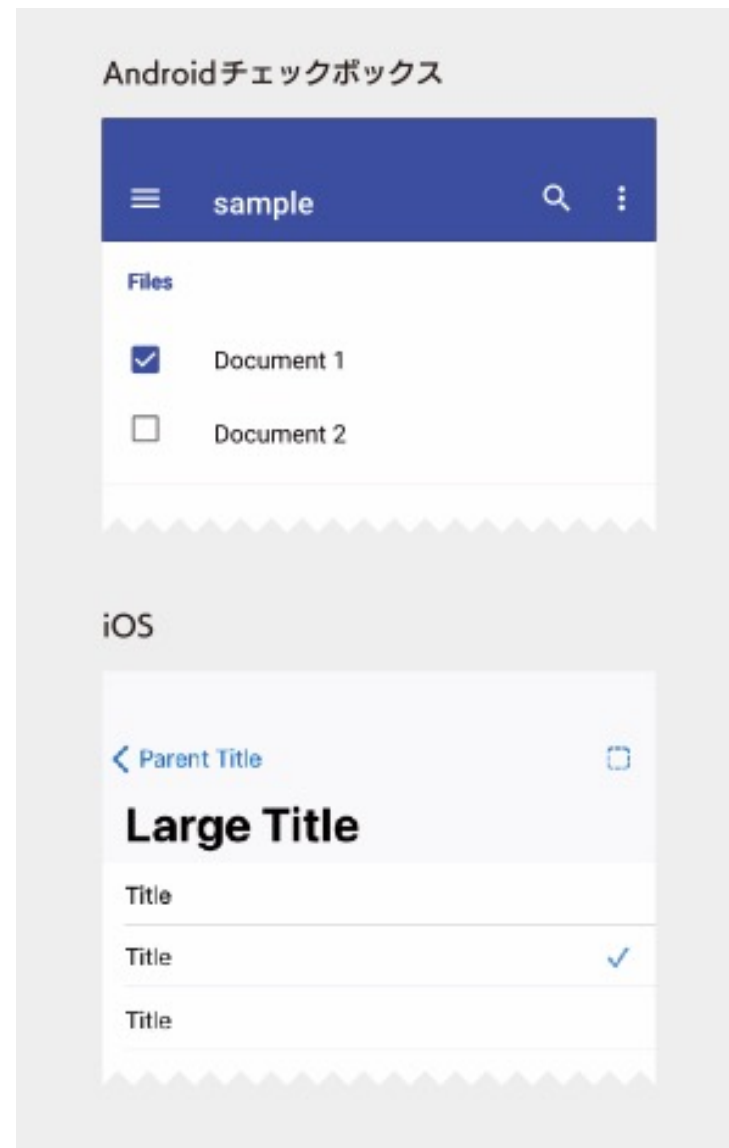 Androidチェックボックス
sample
Files
Document 1
Document 2
iOS
Parent Title
Large Title
Title
Title
Title